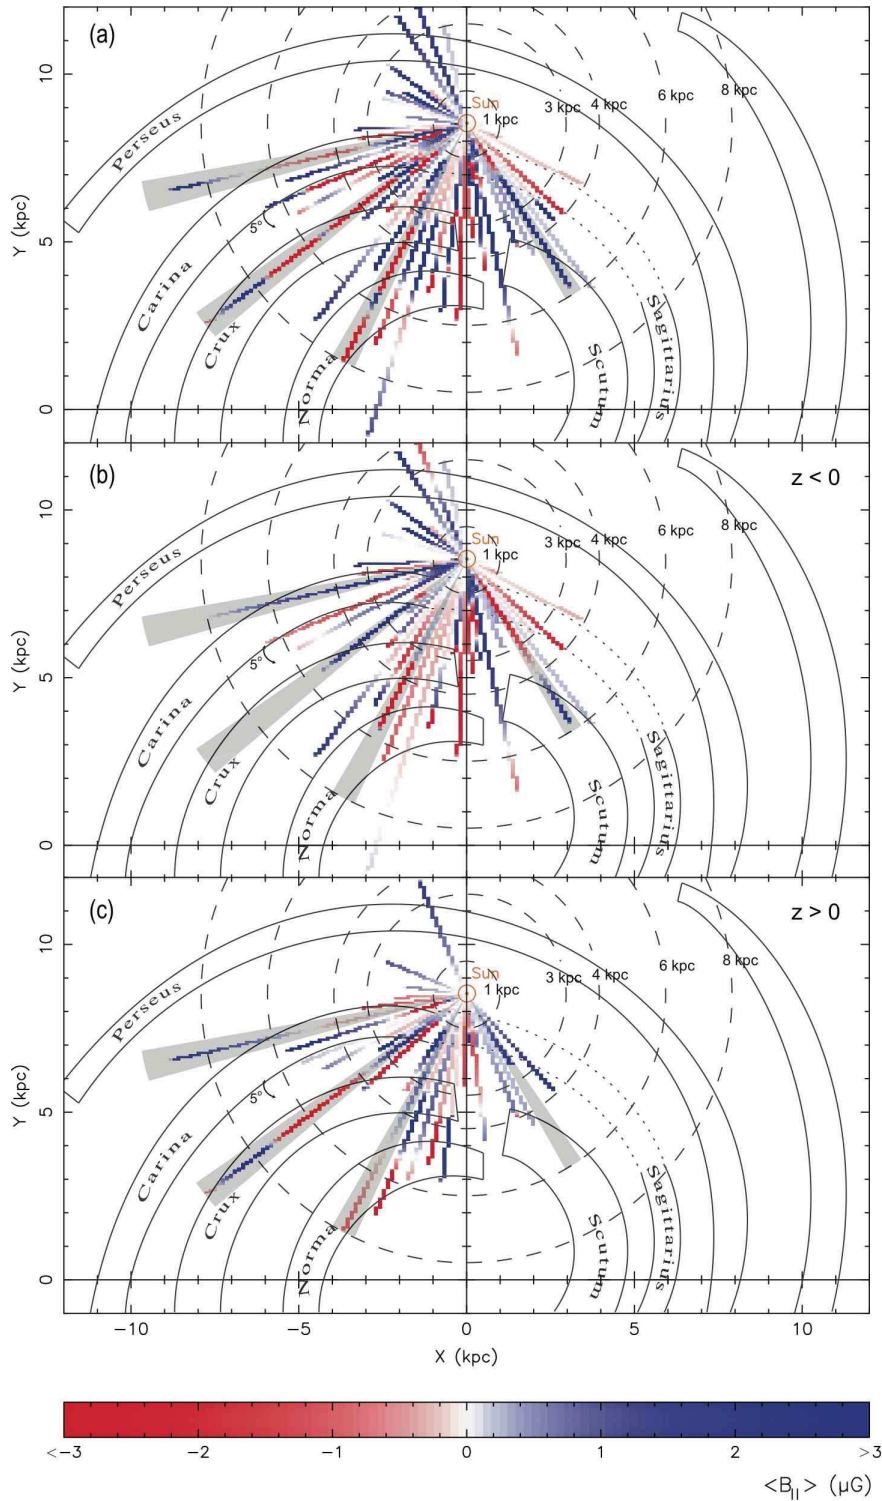 (a)
10
5
0
Y (kpc)
Sun
1 kpc
3 kpc
4 kpc
6 kpc
8 kpc
Perseus
Carina
Crux
Norma
Scutum
Sagittarius
5°
(b)
z < 0
10
5
0
Y (kpc)
Sun
1 kpc
3 kpc
4 kpc
6 kpc
8 kpc
Perseus
Carina
Crux
Norma
Scutum
Sagittarius
5°
(c)
z > 0
10
5
0
Y (kpc)
Sun
1 kpc
3 kpc
4 kpc
6 kpc
8 kpc
Perseus
Carina
Crux
Norma
Scutum
Sagittarius
5°
−10 −5 0 5 10
X (kpc)
<−3 −2 −1 0 1 2 >3
<B||> (μG)